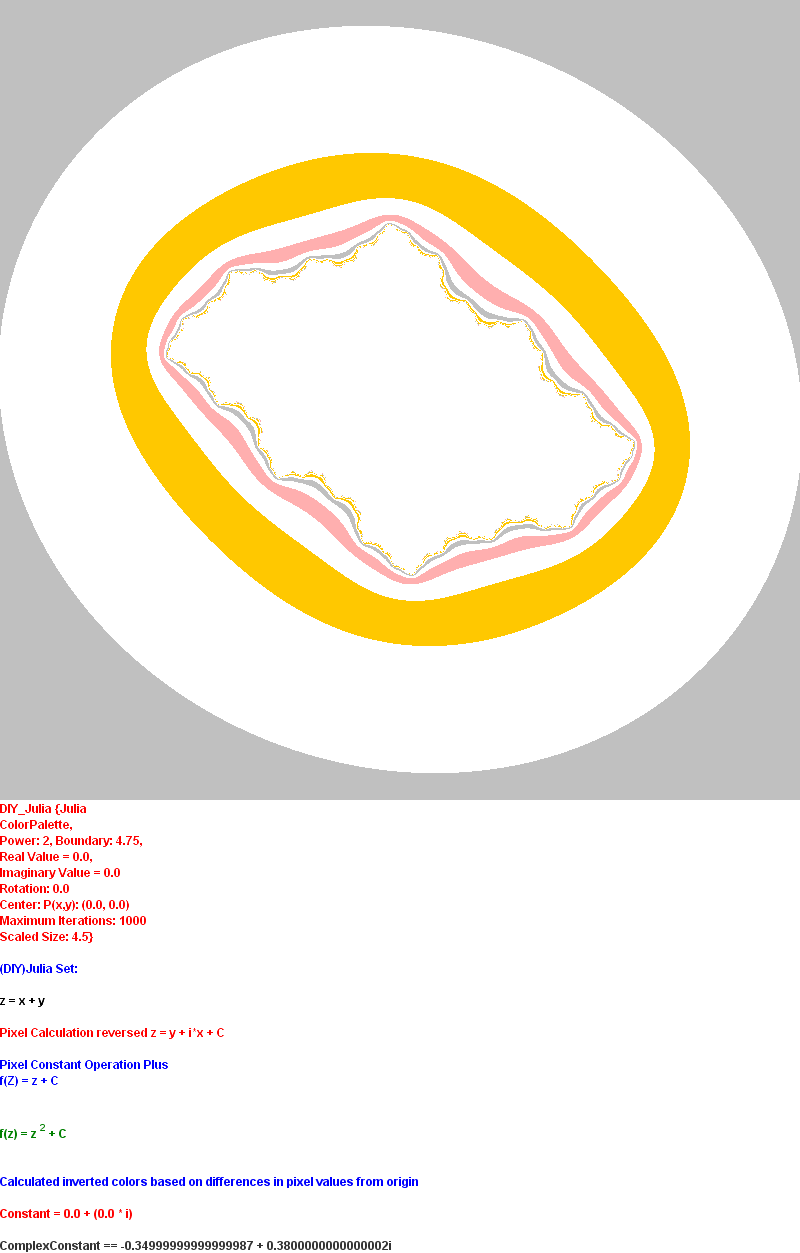 DIY_Julia {Julia
ColorPalette,
Power: 2, Boundary: 4.75,
Real Value = 0.0,
Imaginary Value = 0.0
Rotation: 0.0
Center: P(x,y): (0.0, 0.0)
Maximum Iterations: 1000
Scaled Size: 4.5}
(DIY)Julia Set:
z = x + y
Pixel Calculation reversed z = y + i*x + C
Pixel Constant Operation Plus
f(Z) = z + C
f(z) = z 2 + C
Calculated inverted colors based on differences in pixel values from origin
Constant = 0.0 + (0.0 * i)
ComplexConstant == -0.34999999999999987 + 0.3800000000000002i